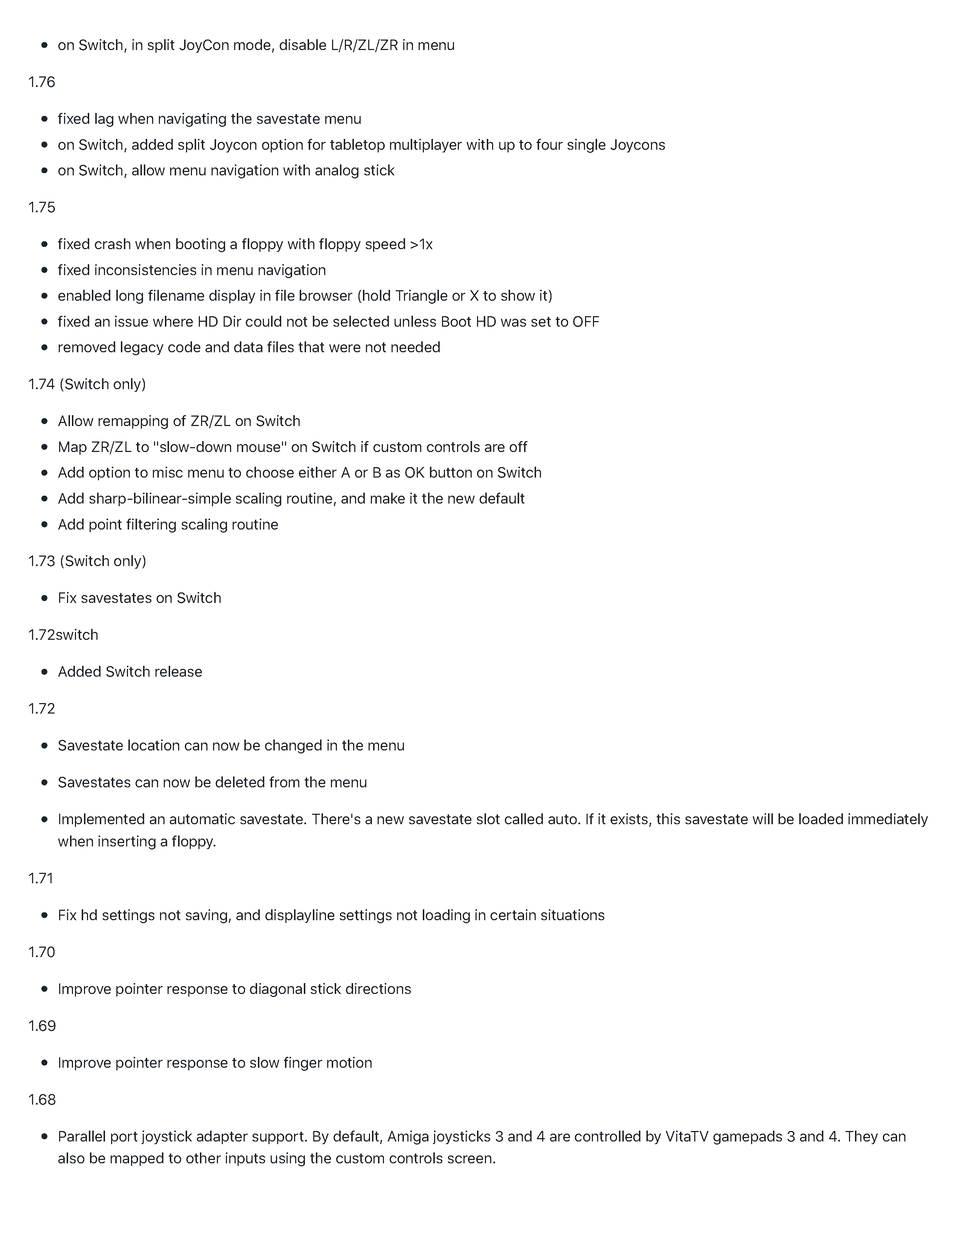 • on Switch, in split JoyCon mode, disable L/R/ZL/ZR in menu
1.76
• fixed lag when navigating the savestate menu
• on Switch, added split Joycon option for tabletop multiplayer with up to four single Joycons
• on Switch, allow menu navigation with analog stick
1.75
• fixed crash when booting a floppy with floppy speed >1x
• fixed inconsistencies in menu navigation
• enabled long filename display in file browser (hold Triangle or X to show it)
• fixed an issue where HD Dir could not be selected unless Boot HD was set to OFF
• removed legacy code and data files that were not needed
1.74 (Switch only)
• Allow remapping of ZR/ZL on Switch
• Map ZR/ZL to "slow-down mouse" on Switch if custom controls are off
• Add option to misc menu to choose either A or B as OK button on Switch
• Add sharp-bilinear-simple scaling routine, and make it the new default
• Add point filtering scaling routine
1.73 (Switch only)
• Fix savestates on Switch
1.72switch
• Added Switch release
1.72
• Savestate location can now be changed in the menu
• Savestates can now be deleted from the menu
• Implemented an automatic savestate. There's a new savestate slot called auto. If it exists, this savestate will be loaded immediately
when inserting a floppy.
1.71
• Fix hd settings not saving, and displayline settings not loading in certain situations
1.70
• Improve pointer response to diagonal stick directions
1.69
• Improve pointer response to slow finger motion
1.68
• Parallel port joystick adapter support. By default, Amiga joysticks 3 and 4 are controlled by VitaTV gamepads 3 and 4. They can
also be mapped to other inputs using the custom controls screen.